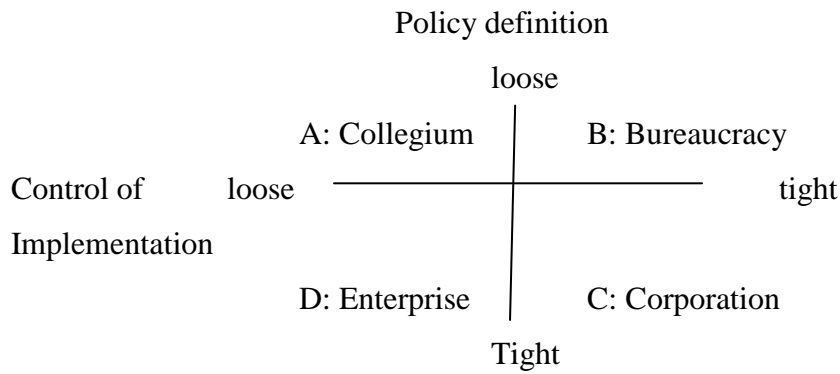 Policy definition
loose
A: Collegium B: Bureaucracy
Control of loose tight
Implementation
D: Enterprise C: Corporation
Tight